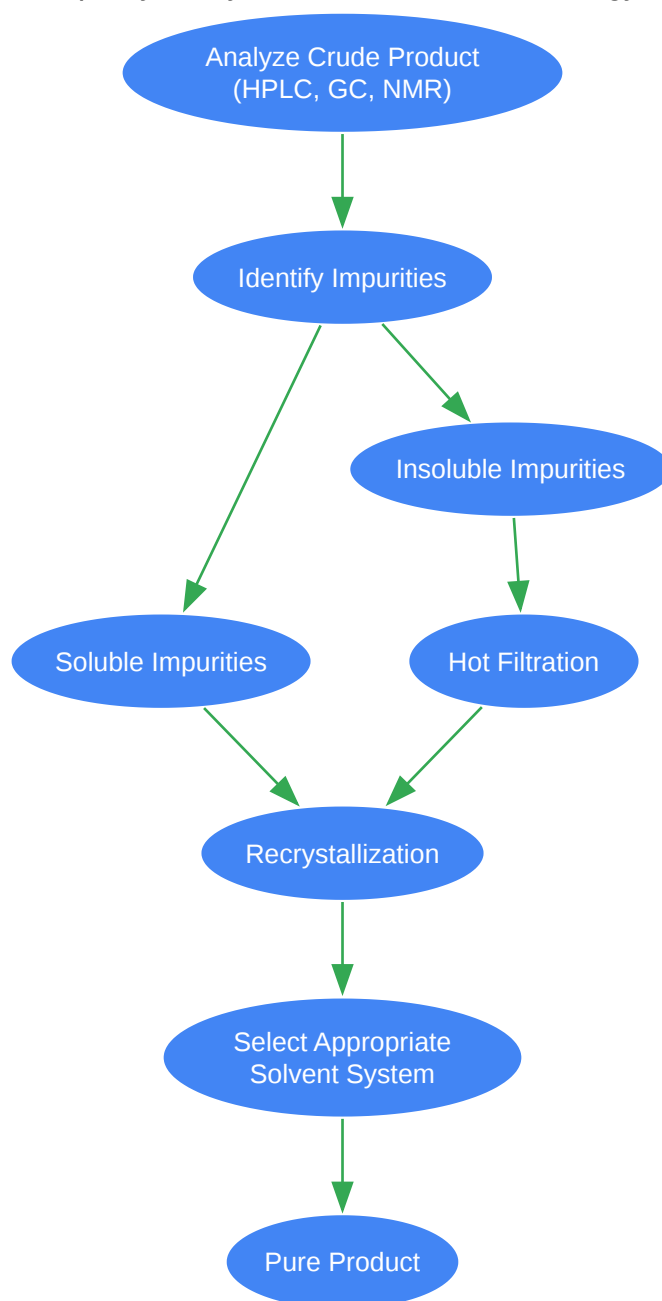 Analyze Crude Product
(HPLC, GC, NMR)
Identify Impurities
Insoluble Impurities
Soluble Impurities
Hot Filtration
Recrystallization
Select Appropriate
Solvent System
Pure Product